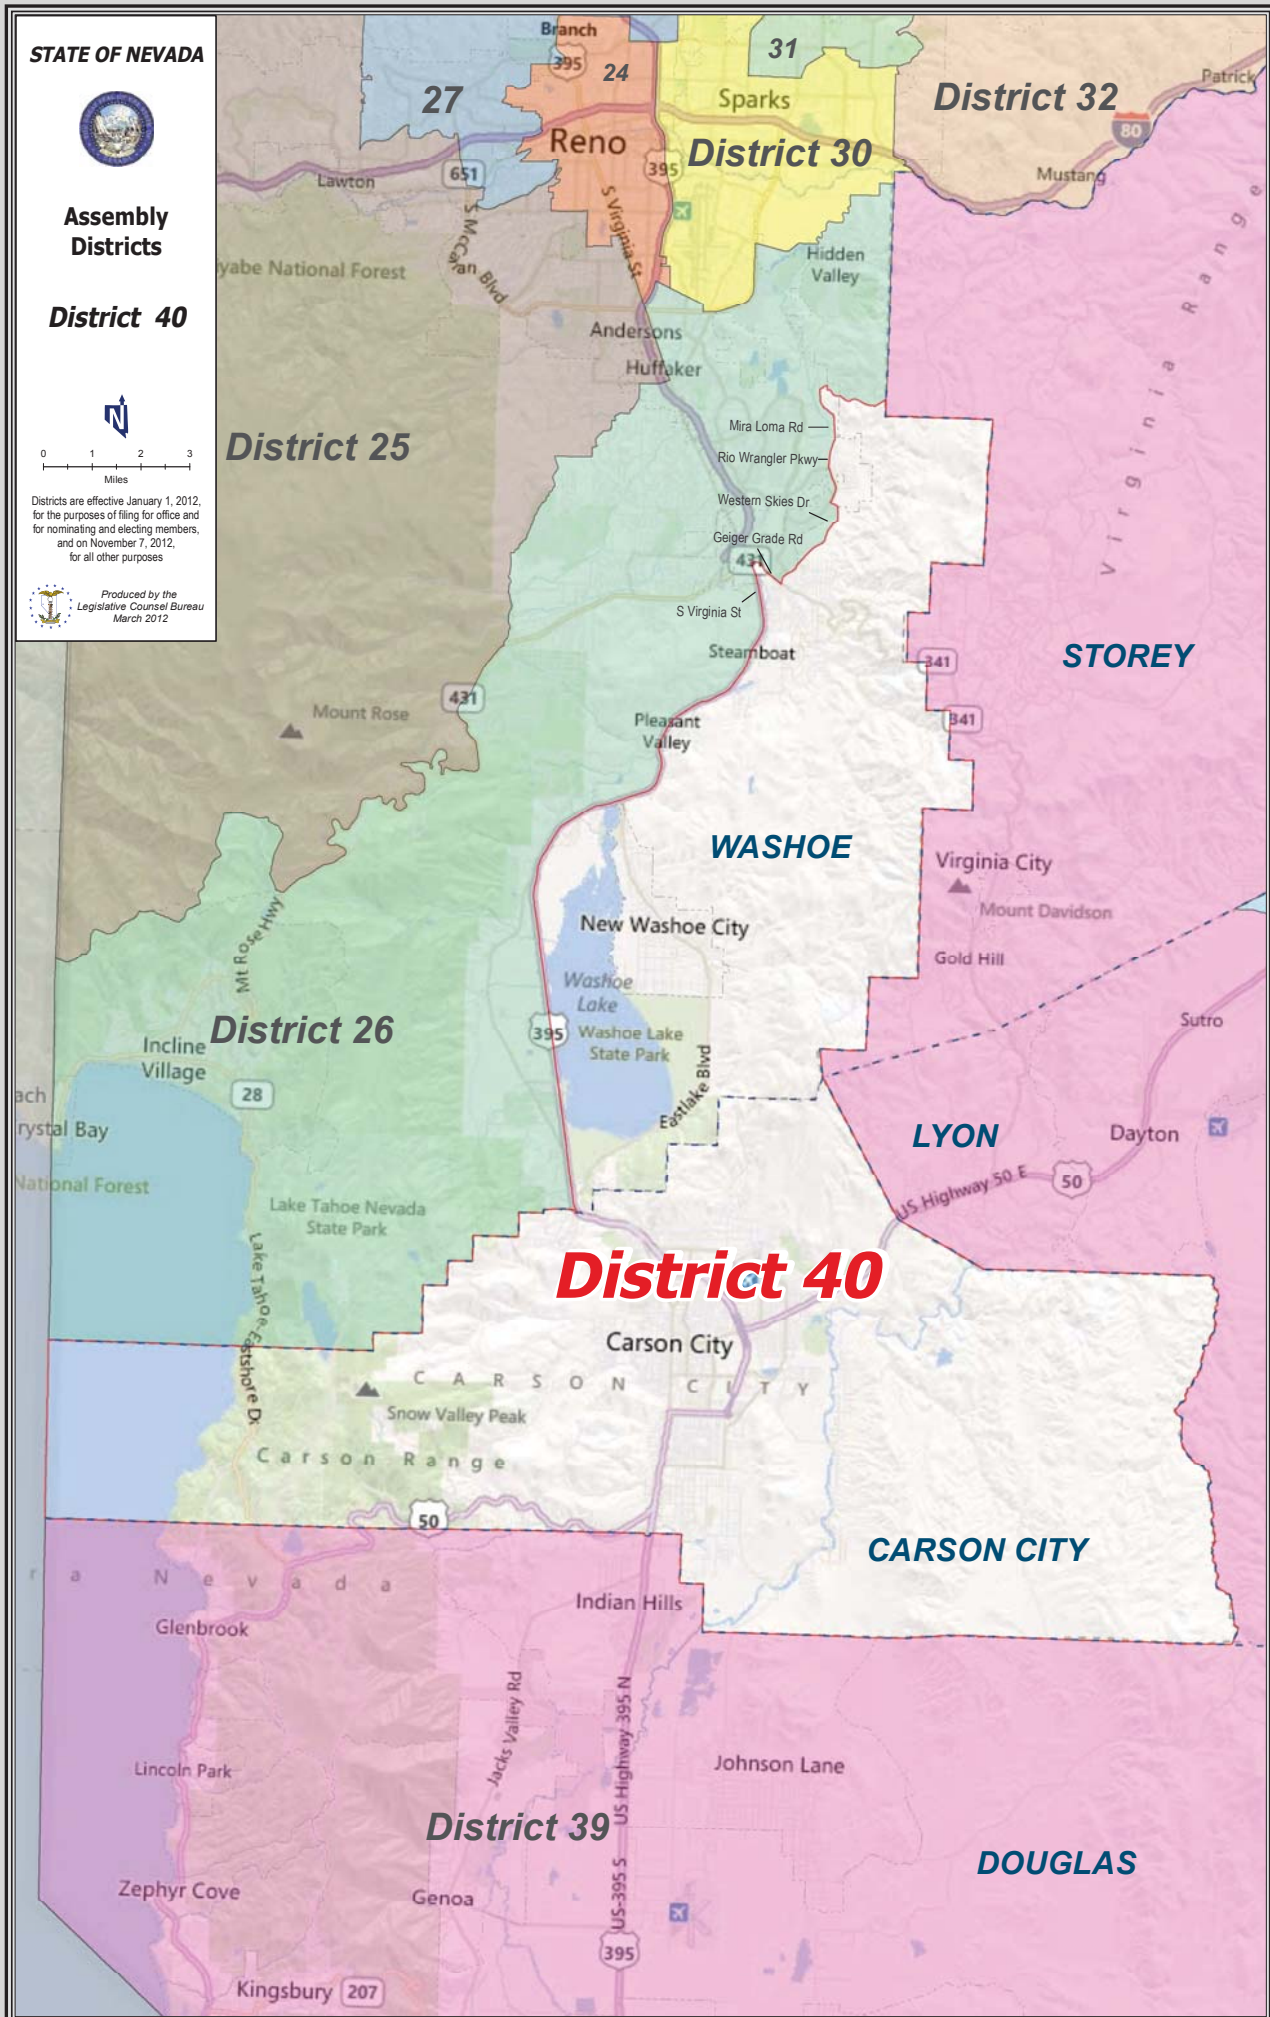 STATE OF NEVADA
Assembly
Districts
District 40
N
0 1 2 3
Miles
Districts are effective January 1, 2012,
for the purposes of filing for office and
for nominating and electing members,
and on November 7, 2012,
for all other purposes
Produced by the
Legislative Counsel Bureau
March 2012
Branch
395
24
31
27
Sparks
District 32
Patrick
80
Reno
District 30
395
651
Lawton
Mustang
S Virginia St
S McCarran Blvd
yabe National Forest
Hidden
Valley
Virginia Range
Andersons
Huffaker
District 25
Mira Loma Rd
Rio Wrangler Pkwy
Western Skies Dr
Geiger Grade Rd
431
S Virginia St
Steamboat
341
STOREY
431
Mount Rose
Pleasant
Valley
341
WASHOE
Virginia City
Mount Davidson
Mt Rose Hwy
New Washoe City
Gold Hill
Washoe
Lake
Sutro
District 26
395
Washoe Lake
State Park
Incline
Village
28
Eastlake Blvd
ach
rystal Bay
LYON
Dayton
National Forest
US Highway 50 E
50
Lake Tahoe Nevada
State Park
Lake Tahoe-Eastshore Dr
District 40
Carson City
CARSON CITY
Snow Valley Peak
Carson Range
50
CARSON CITY
ra Nevada
Indian Hills
Glenbrook
Jacks Valley Rd
US Highway 395 N
Lincoln Park
Johnson Lane
District 39
DOUGLAS
Zephyr Cove
Genoa
US-395 S
395
Kingsbury
207